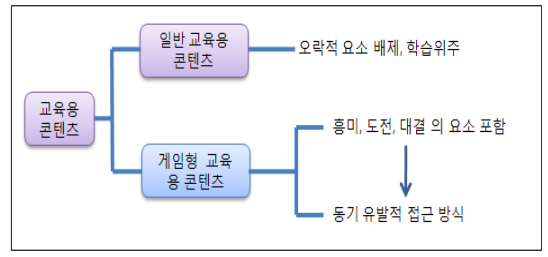 일반 교육용
콘텐츠
오락적 요소 배제, 학습위주
교육용
콘텐츠
흥미, 도전, 대결 의 요소 포함
게임형 교육
용 콘텐츠
동기 유발적 접근 방식